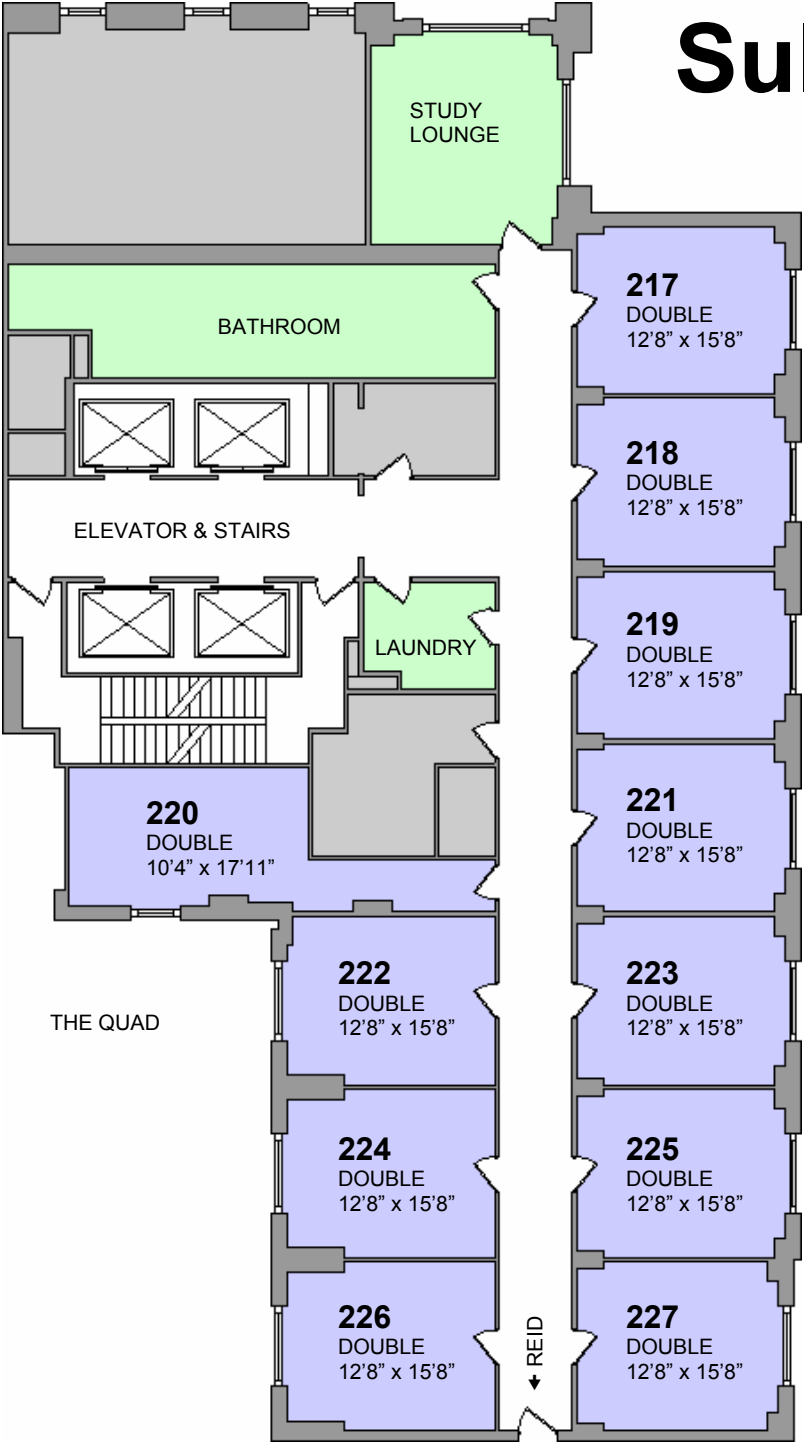 STUDY
LOUNGE
217
DOUBLE
12’8” x 15’8”
BATHROOM
218
DOUBLE
12’8” x 15’8”
ELEVATOR & STAIRS
219
DOUBLE
12’8” x 15’8”
LAUNDRY
221
DOUBLE
12’8” x 15’8”
220
DOUBLE
10’4” x 17’11”
222
DOUBLE
12’8” x 15’8”
223
DOUBLE
12’8” x 15’8”
THE QUAD
224
DOUBLE
12’8” x 15’8”
225
DOUBLE
12’8” x 15’8”
226
DOUBLE
12’8” x 15’8”
REID
227
DOUBLE
12’8” x 15’8”